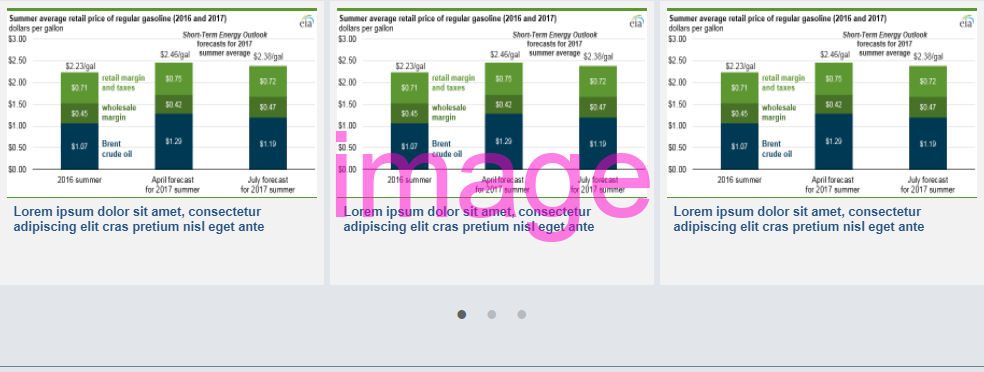 Summer average retail price of regular gasoline (2016 and 2017)
dollars per gallon
eia
Short-Term Energy Outlook
forecasts for 2017
summer average
$3.00
$2.50
$2.00
$1.50
$1.00
$0.50
$0.00
$2.23/gal
$2.46/gal
$2.38/gal
$0.71
$0.75
$0.72
retail margin
and taxes
$0.45
$0.42
$0.47
wholesale
margin
$1.07
$1.29
$1.19
Brent
crude oil
2016 summer
April forecast
for 2017 summer
July forecast
for 2017 summer
Lorem ipsum dolor sit amet, consectetur
adipiscing elit cras pretium nisl eget ante
Summer average retail price of regular gasoline (2016 and 2017)
dollars per gallon
eia
Short-Term Energy Outlook
forecasts for 2017
summer average
$3.00
$2.50
$2.00
$1.50
$1.00
$0.50
$0.00
$2.23/gal
$2.46/gal
$2.38/gal
$0.71
$0.75
$0.72
retail margin
and taxes
$0.45
$0.42
$0.47
wholesale
margin
$1.07
$1.29
$1.19
Brent
crude oil
2016 summer
April forecast
for 2017 summer
July forecast
for 2017 summer
image
Lorem ipsum dolor sit amet, consectetur
adipiscing elit cras pretium nisl eget ante
Summer average retail price of regular gasoline (2016 and 2017)
dollars per gallon
eia
Short-Term Energy Outlook
forecasts for 2017
summer average
$3.00
$2.50
$2.00
$1.50
$1.00
$0.50
$0.00
$2.23/gal
$2.46/gal
$2.38/gal
$0.71
$0.75
$0.72
retail margin
and taxes
$0.45
$0.42
$0.47
wholesale
margin
$1.07
$1.29
$1.19
Brent
crude oil
2016 summer
April forecast
for 2017 summer
July forecast
for 2017 summer
Lorem ipsum dolor sit amet, consectetur
adipiscing elit cras pretium nisl eget ante